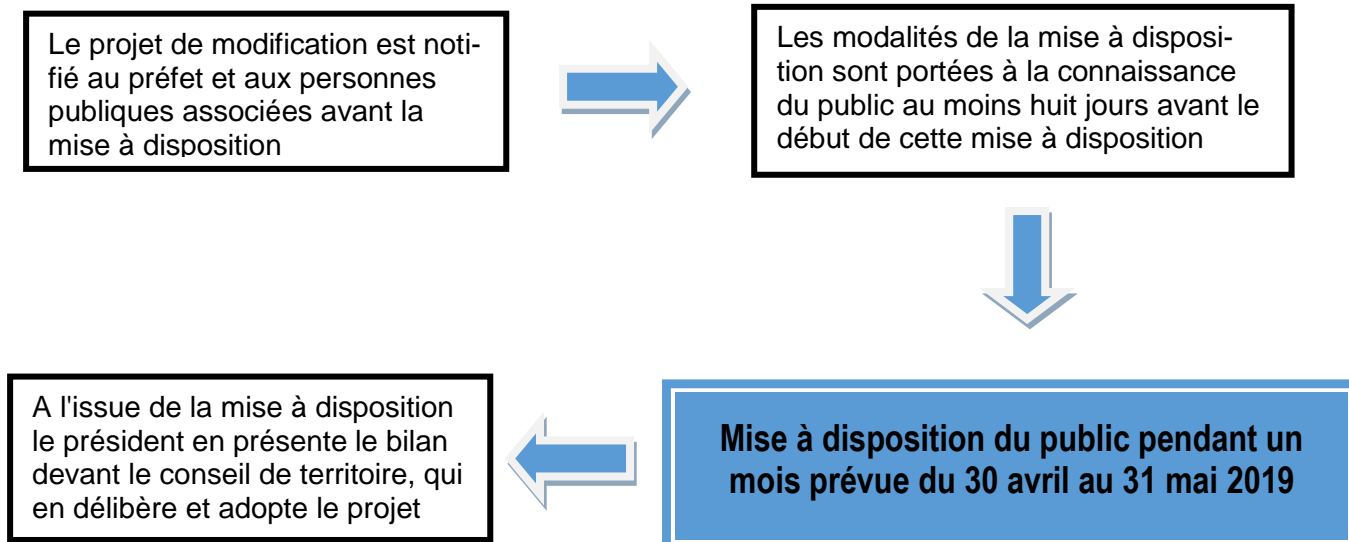 Le projet de modification est noti-
fié au préfet et aux personnes
publiques associées avant la
mise à disposition
Les modalités de la mise à disposi-
tion sont portées à la connaissance
du public au moins huit jours avant le
début de cette mise à disposition
Mise à disposition du public pendant un
mois prévue du 30 avril au 31 mai 2019
A l'issue de la mise à disposition
le président en présente le bilan
devant le conseil de territoire, qui
en délibère et adopte le projet